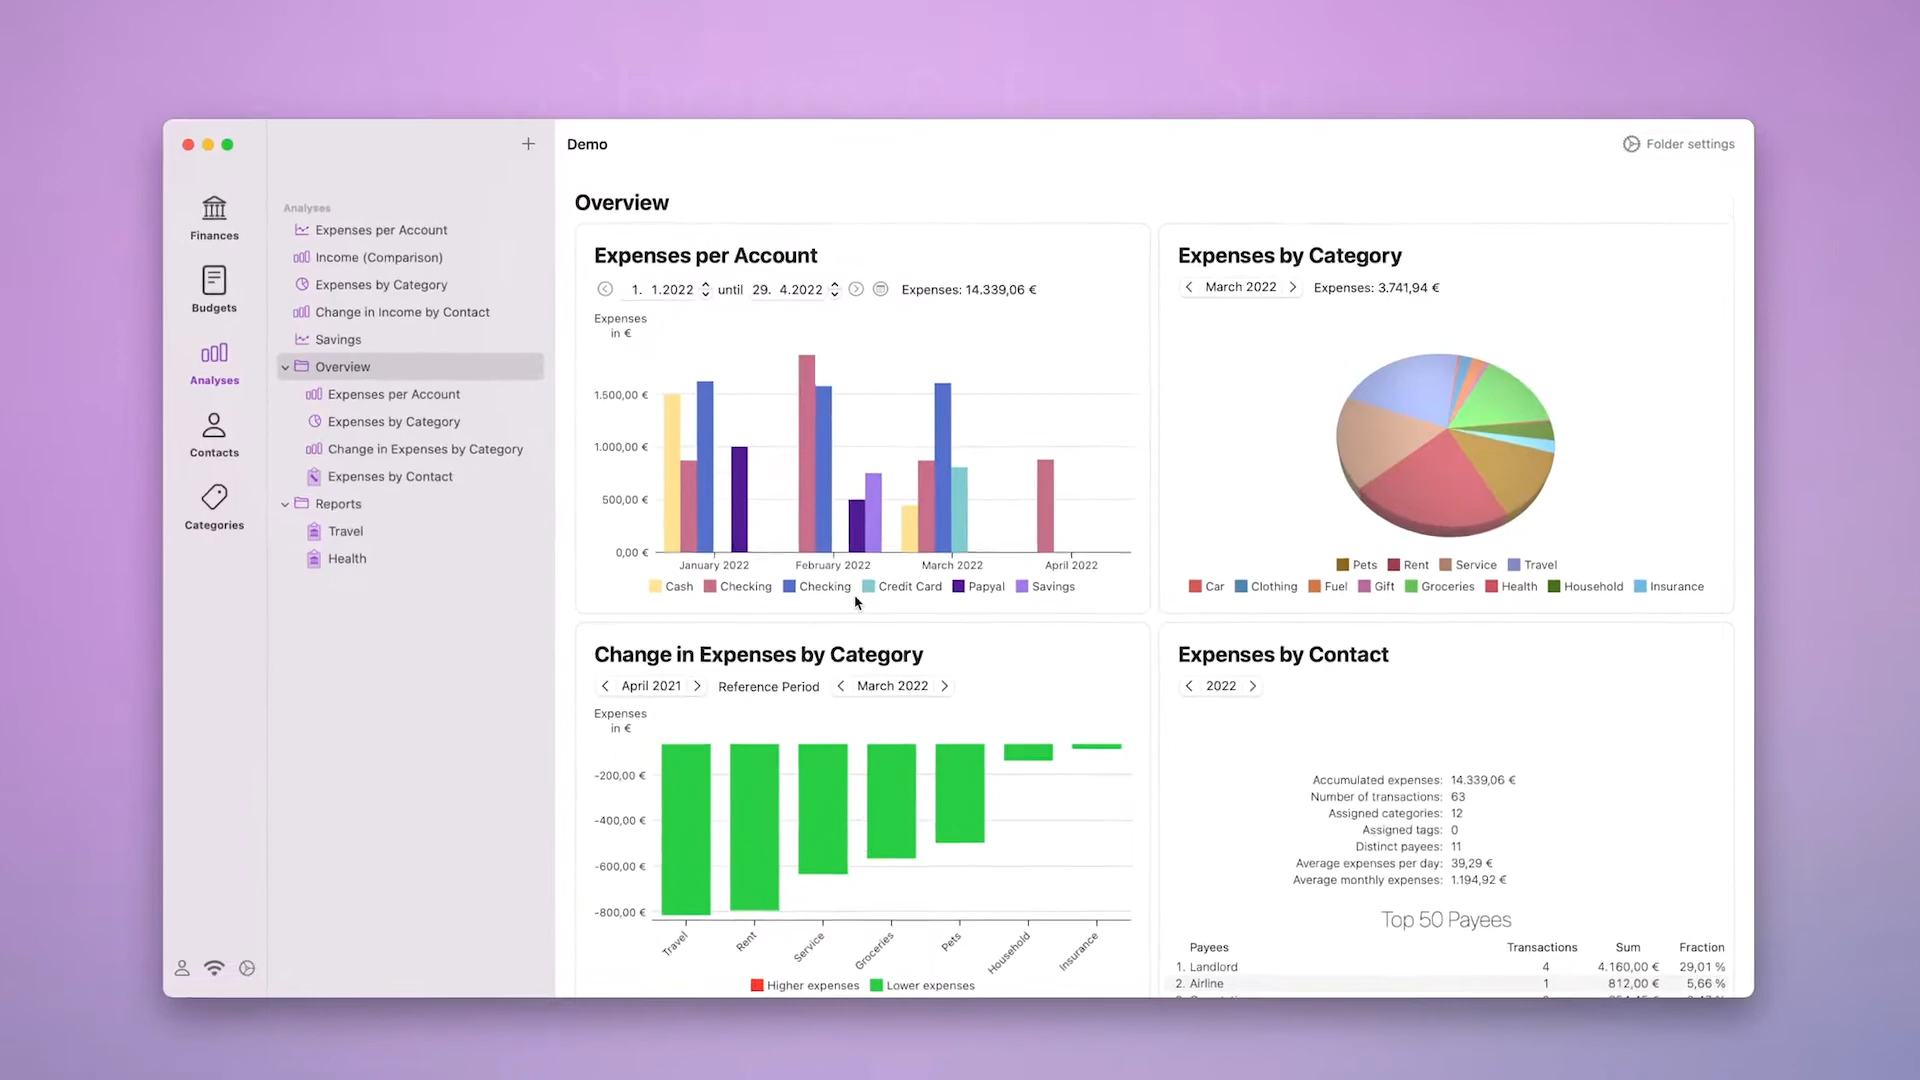 Demo
Folder settings
Finances
Budgets
Analyses
Contacts
Categories
Analyses
Expenses per Account
Income (Comparison)
Expenses by Category
Change in Income by Contact
Savings
Overview
Expenses per Account
Expenses by Category
Change in Expenses by Category
Expenses by Contact
Reports
Travel
Health
Overview
Expenses per Account
1. 1.2022 until 29. 4.2022 Expenses: 14.339,06 €
Expenses
in €
1.500,00 €
1.000,00 €
500,00 €
0,00 €
January 2022 February 2022 March 2022 April 2022
Cash Checking Checking Credit Card Papyal Savings
Expenses by Category
March 2022 Expenses: 3.741,94 €
Pets Rent Service Travel
Car Clothing Fuel Gift Groceries Health Household Insurance
Change in Expenses by Category
April 2021 Reference Period March 2022
Expenses
in €
-200,00 €
-400,00 €
-600,00 €
-800,00 €
Travel Rent Service Groceries Pets Household Insurance
Higher expenses Lower expenses
Expenses by Contact
2022
Accumulated expenses: 14.339,06 €
Number of transactions: 63
Assigned categories: 12
Assigned tags: 0
Distinct payees: 11
Average expenses per day: 39,29 €
Average monthly expenses: 1.194,92 €
Top 50 Payees
Payees Transactions Sum Fraction
1. Landlord 4 4.160,00 € 29,01 %
2. Airline 1 812,00 € 5,66 %